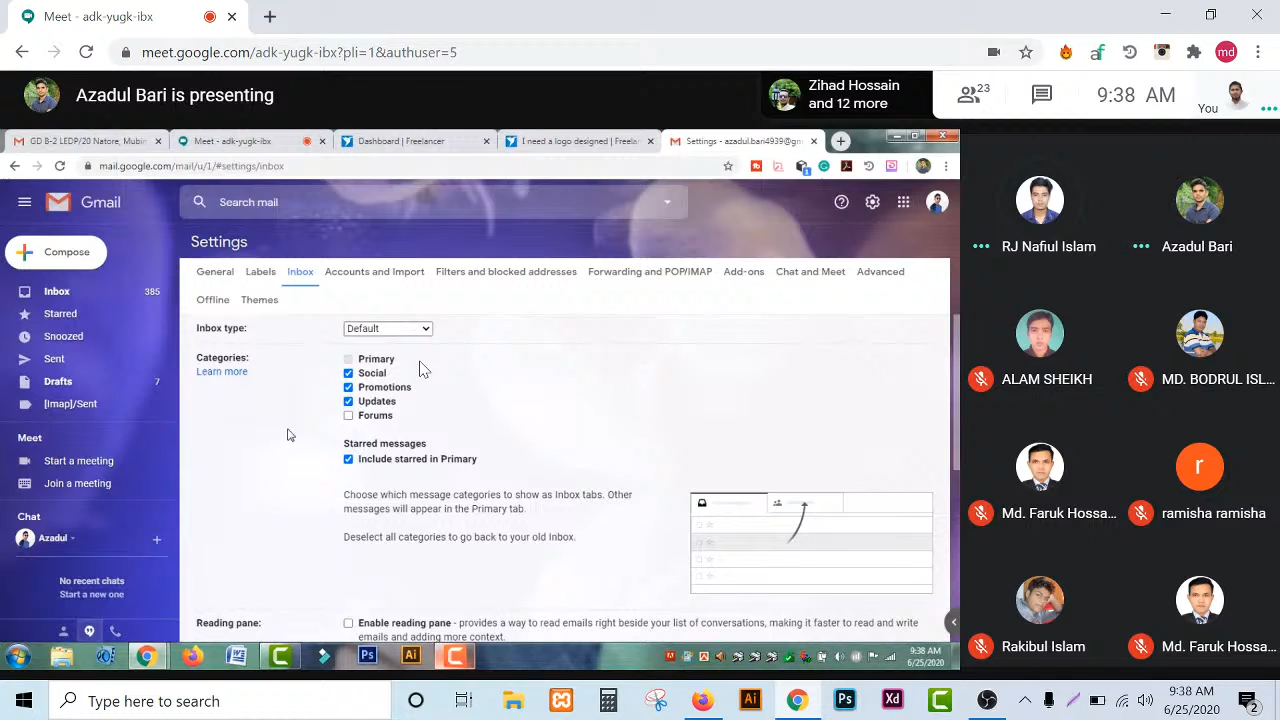 Meet - adk-yugk-ibx
meet.google.com/adk-yugk-ibx?pli=1&authuser=5
md
Azadul Bari is presenting
Zihad Hossain
and 12 more
23
9:38 AM
You
GD B-2 LEDP/20 Natore, Mubi
Meet - adk-yugk-ibx
Dashboard | Freelancer
I need a logo designed | Freela
Settings - azadul.bari4939@gm
mail.google.com/mail/u/1/#settings/inbox
Gmail
Search mail
Compose
Settings
General
Labels
Inbox
Accounts and Import
Filters and blocked addresses
Forwarding and POP/IMAP
Add-ons
Chat and Meet
Advanced
Offline
Themes
Inbox 385
Starred
Snoozed
Sent
Drafts 7
[Imap]/Sent
Meet
Start a meeting
Join a meeting
Chat
Azadul
No recent chats
Start a new one
Inbox type:
Default
Categories:
Learn more
Primary
Social
Promotions
Updates
Forums
Starred messages
Include starred in Primary
Choose which message categories to show as Inbox tabs. Other
messages will appear in the Primary tab.
Deselect all categories to go back to your old Inbox.
Reading pane:
Enable reading pane - provides a way to read emails right beside your list of conversations, making it faster to read and write
emails and adding more context.
9:38 AM
6/25/2020
RJ Nafiul Islam
Azadul Bari
ALAM SHEIKH
MD. BODRUL ISL...
Md. Faruk Hossa...
r
ramisha ramisha
Rakibul Islam
Md. Faruk Hossa...
Type here to search
Ai
Ps
Xd
9:38 AM
6/25/2020
2